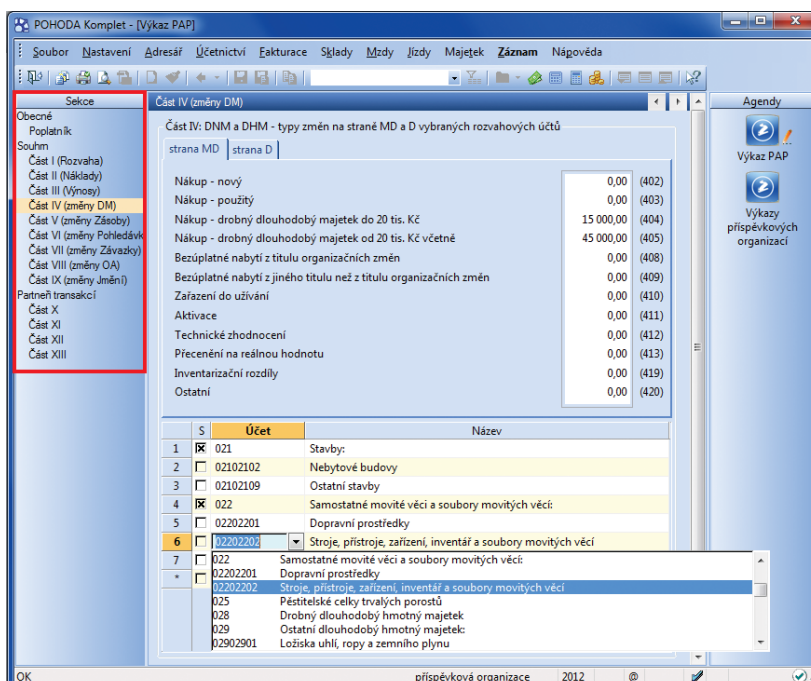 POHODA Komplet - [Výkaz PAP]
Soubor Nastavení Adresář Účetnictví Fakturace Sklady Mzdy Jízdy Majetek Záznam Nápověda
Sekce
Obecné
Poplatník
Souhrn
Část I (Rozvaha)
Část II (Náklady)
Část III (Výnosy)
Část IV (změny DM)
Část V (změny Zásoby)
Část VI (změny Pohledávk
Část VII (změny Závazky)
Část VIII (změny OA)
Část IX (změny Jmění)
Partneři transakcí
Část X
Část XI
Část XII
Část XIII
Část IV (změny DM)
Část IV: DNM a DHM - typy změn na straně MD a D vybraných rozvahových účtů
strana MD strana D
Nákup - nový 0,00 (402)
Nákup - použitý 0,00 (403)
Nákup - drobný dlouhodobý majetek do 20 tis. Kč 15 000,00 (404)
Nákup - drobný dlouhodobý majetek od 20 tis. Kč včetně 45 000,00 (405)
Bezúplatné nabytí z titulu organizačních změn 0,00 (408)
Bezúplatné nabytí z jiného titulu než z titulu organizačních změn 0,00 (409)
Zařazení do užívání 0,00 (410)
Aktivace 0,00 (411)
Technické zhodnocení 0,00 (412)
Přecenění na reálnou hodnotu 0,00 (413)
Inventarizační rozdíly 0,00 (419)
Ostatní 0,00 (420)
S Účet Název
1 021 Stavby:
2 02102102 Nebytové budovy
3 02102109 Ostatní stavby
4 022 Samostatné movité věci a soubory movitých věcí:
5 02202201 Dopravní prostředky
6 02202202 Stroje, přístroje, zařízení, inventář a soubory movitých věcí
7 022 Samostatné movité věci a soubory movitých věcí:
* 02202201 Dopravní prostředky
02202202 Stroje, přístroje, zařízení, inventář a soubory movitých věcí
025 Pěstitelské celky trvalých porostů
028 Drobný dlouhodobý hmotný majetek
029 Ostatní dlouhodobý hmotný majetek:
02902901 Ložiska uhlí, ropy a zemního plynu
Agendy
Výkaz PAP
Výkazy
příspěvkových
organizací
OK příspěvková organizace 2012 @